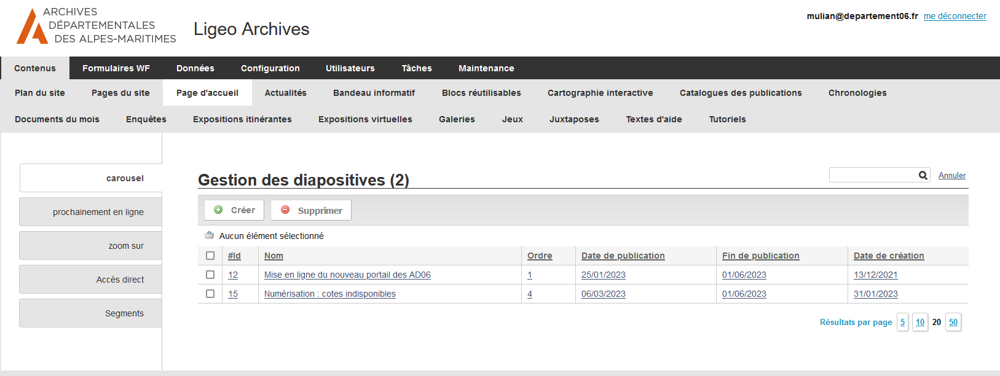 ARCHIVES
DÉPARTEMENTALES
DES ALPES-MARITIMES
Ligeo Archives
mulian@departement06.fr me déconnecter
Contenus Formulaires WF Données Configuration Utilisateurs Tâches Maintenance
Plan du site Pages du site Page d'accueil Actualités Bandeau informatif Blocs réutilisables Cartographie interactive Catalogues des publications Chronologies
Documents du mois Enquêtes Expositions itinérantes Expositions virtuelles Galeries Jeux Juxtaposes Textes d'aide Tutoriels
carousel
prochainement en ligne
zoom sur
Accès direct
Segments
Gestion des diapositives (2)
Annuler
Créer Supprimer
Aucun élément sélectionné
#Id Nom Ordre Date de publication Fin de publication Date de création
12 Mise en ligne du nouveau portail des AD06 1 25/01/2023 01/06/2023 13/12/2021
15 Numérisation : cotes indisponibles 4 06/03/2023 01/06/2023 31/01/2023
Résultats par page 5 10 20 50